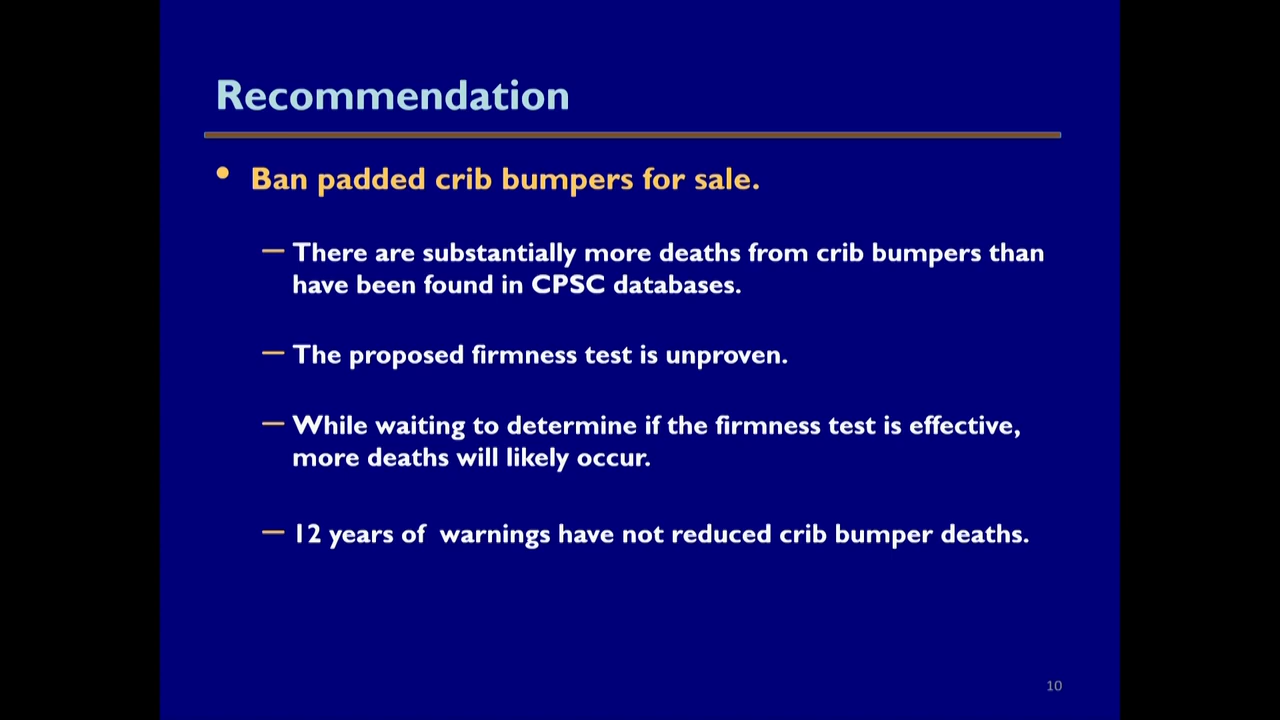 Recommendation
• Ban padded crib bumpers for sale.
— There are substantially more deaths from crib bumpers than
have been found in CPSC databases.
— The proposed firmness test is unproven.
— While waiting to determine if the firmness test is effective,
more deaths will likely occur.
— 12 years of  warnings have not reduced crib bumper deaths.
10